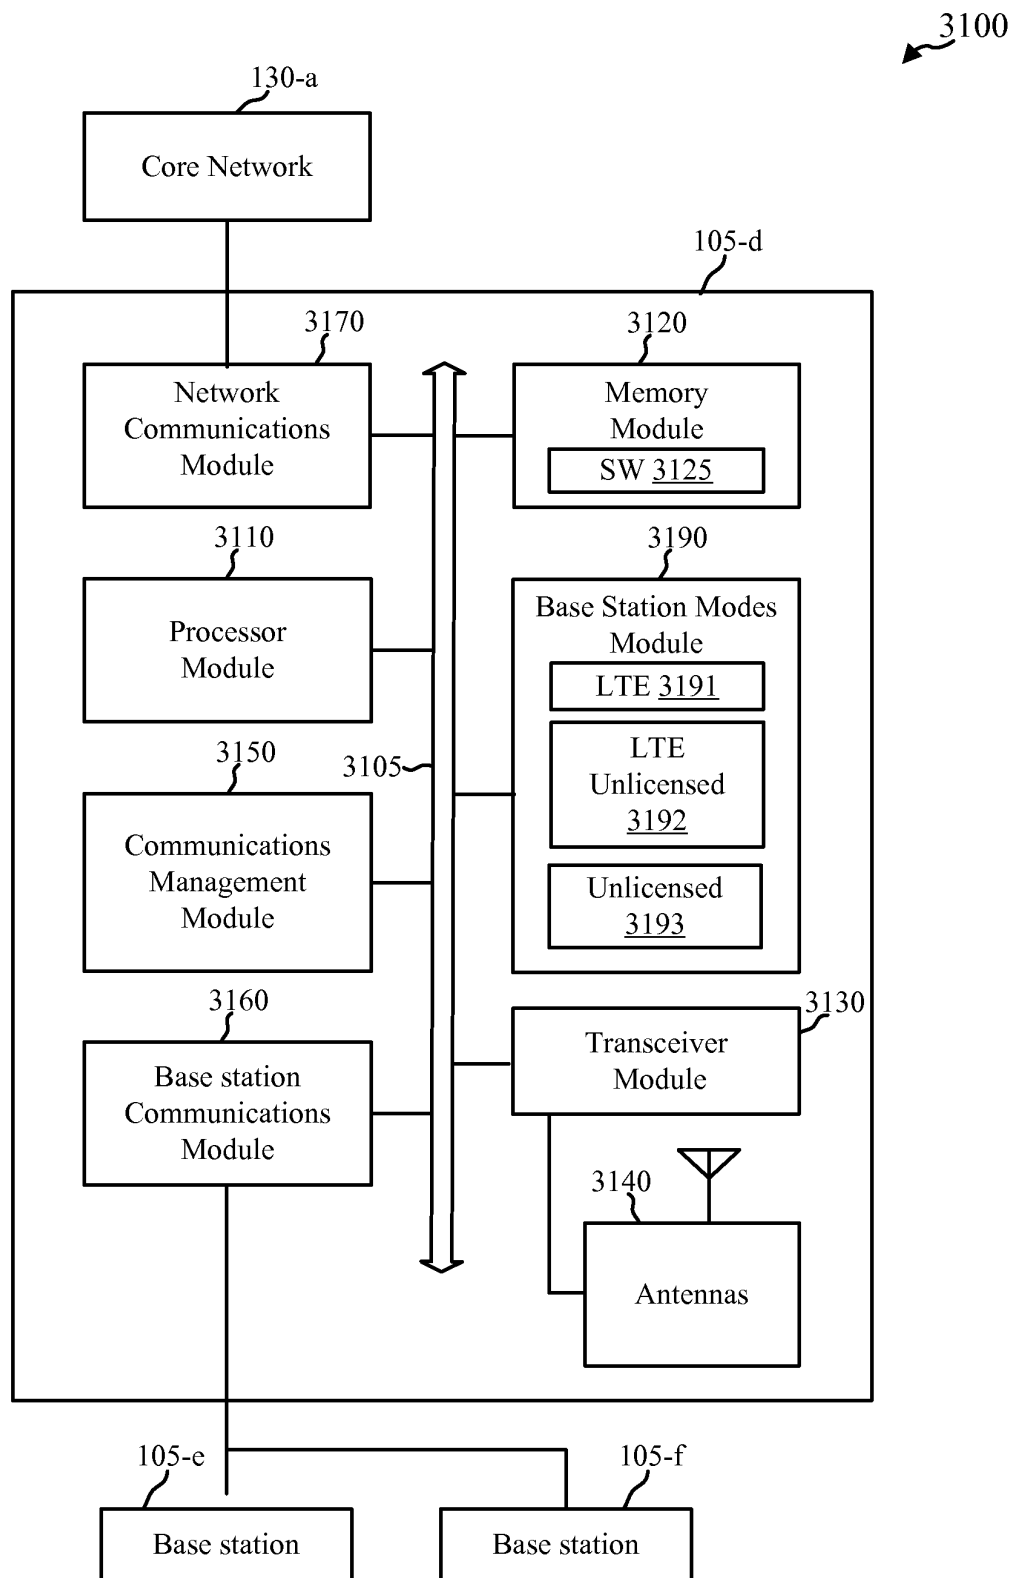 3100
130-a
Core Network
105-d
3170
Network
Communications
Module
3120
Memory
Module
SW 3125
3110
Processor
Module
3190
Base Station Modes
Module
LTE 3191
LTE
Unlicensed
3192
Unlicensed
3193
3105
3150
Communications
Management
Module
3160
Base station
Communications
Module
3130
Transceiver
Module
3140
Antennas
105-e
Base station
105-f
Base station